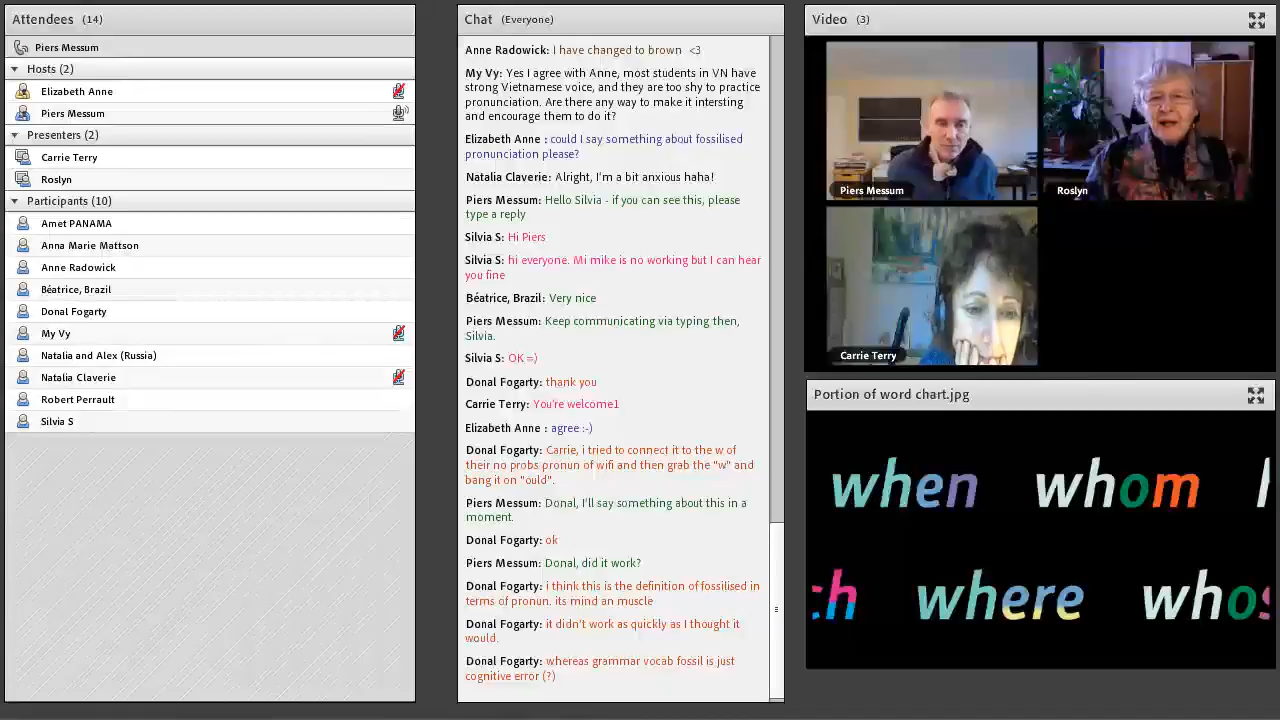 Attendees (14)
Piers Messum
Hosts (2)
Elizabeth Anne
Piers Messum
Presenters (2)
Carrie Terry
Roslyn
Participants (10)
Amet PANAMA
Anna Marie Mattson
Anne Radowick
Béatrice, Brazil
Donal Fogarty
My Vy
Natalia and Alex (Russia)
Natalia Claverie
Robert Perrault
Silvia S
Chat (Everyone)
Anne Radowick: I have changed to brown <3
My Vy: Yes I agree with Anne, most students in VN have
strong Vietnamese voice, and they are too shy to practice
pronunciation. Are there any way to make it intersting
and encourage them to do it?
Elizabeth Anne : could I say something about fossilised
pronunciation please?
Natalia Claverie: Alright, I'm a bit anxious haha!
Piers Messum: Hello Silvia - if you can see this, please
type a reply
Silvia S: Hi Piers
Silvia S: hi everyone. Mi mike is no working but I can hear
you fine
Béatrice, Brazil: Very nice
Piers Messum: Keep communicating via typing then,
Silvia.
Silvia S: OK =)
Donal Fogarty: thank you
Carrie Terry: You're welcome1
Elizabeth Anne : agree :-)
Donal Fogarty: Carrie, i tried to connect it to the w of
their no probs pronun of wifi and then grab the "w" and
bang it on "ould".
Piers Messum: Donal, I'll say something about this in a
moment.
Donal Fogarty: ok
Piers Messum: Donal, did it work?
Donal Fogarty: i think this is the definition of fossilised in
terms of pronun. its mind an muscle
Donal Fogarty: it didn't work as quickly as I thought it
would.
Donal Fogarty: whereas grammar vocab fossil is just
cognitive error (?)
Video (3)
Piers Messum
Roslyn
Carrie Terry
Portion of word chart.jpg
when whom
ch where whos